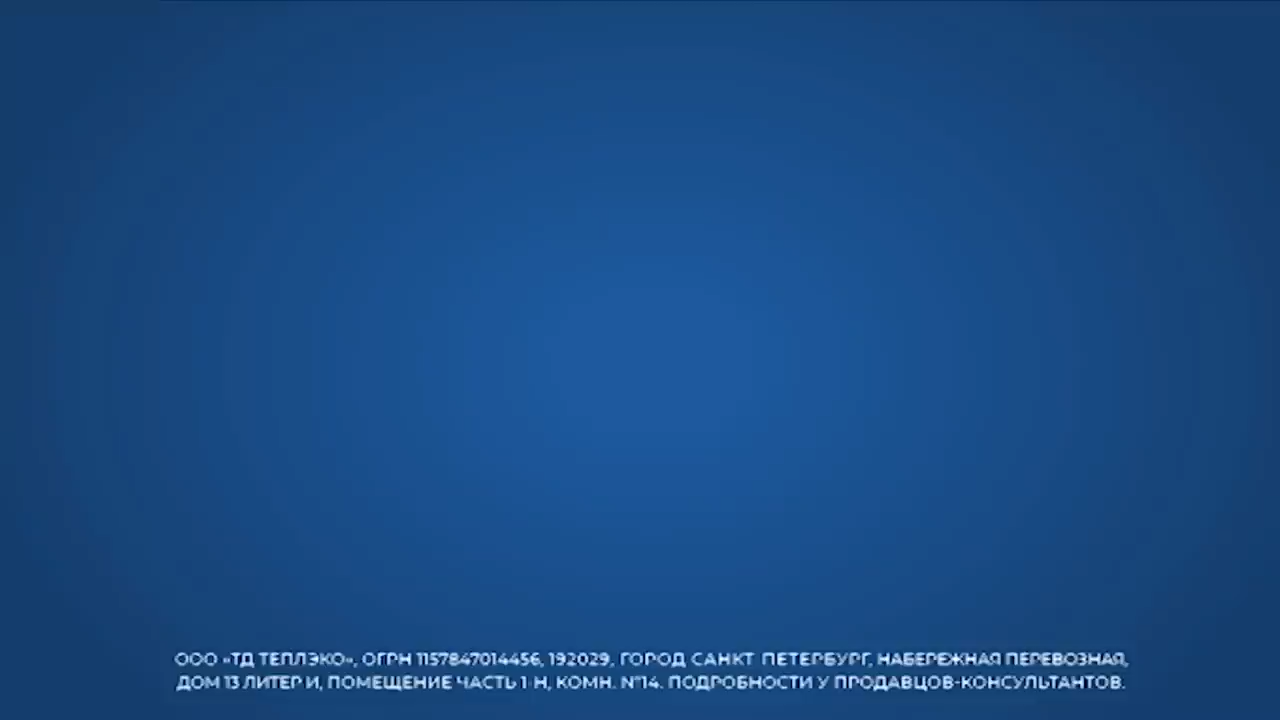 ООО «ТД ТЕПЛЭКО», ОГРН 1157847014456, 192029, ГОРОД САНКТ ПЕТЕРБУРГ, НАБЕРЕЖНАЯ ПЕРЕВОЗНАЯ,
ДОМ 13 ЛИТЕР И, ПОМЕЩЕНИЕ ЧАСТЬ 1-Н, КОМН. №14. ПОДРОБНОСТИ У ПРОДАВЦОВ-КОНСУЛЬТАНТОВ.